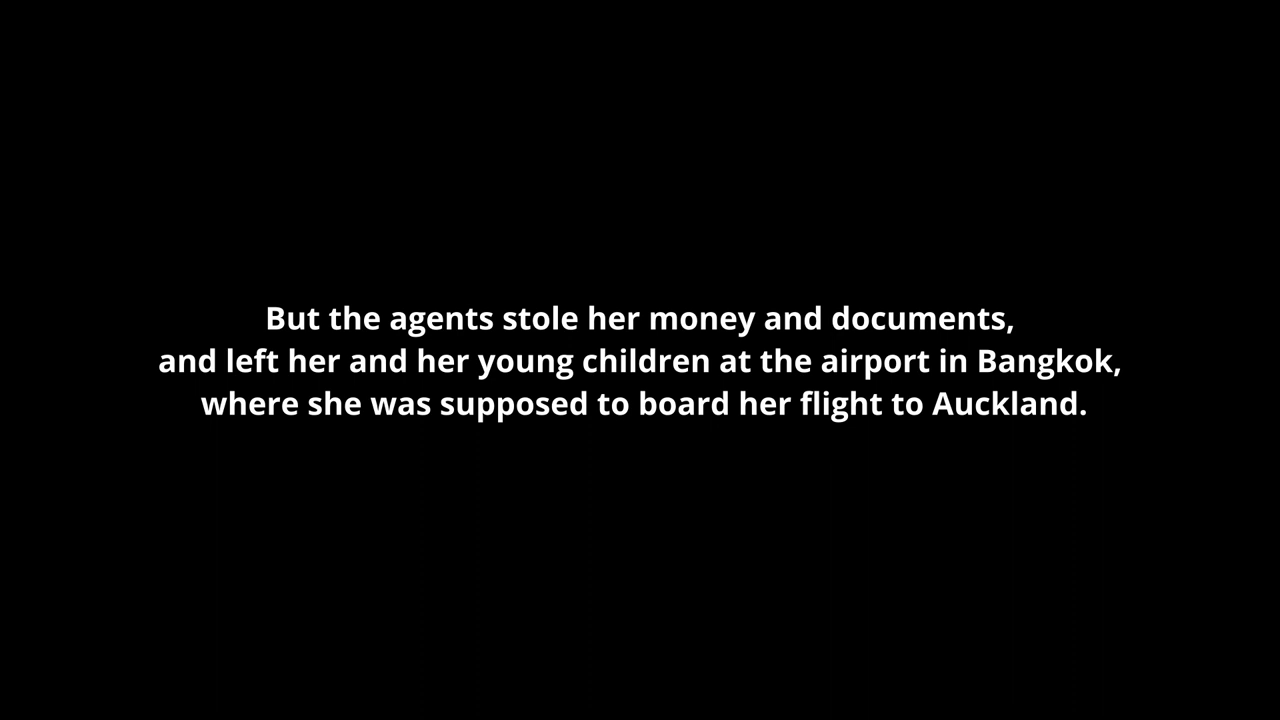 But the agents stole her money and documents,
and left her and her young children at the airport in Bangkok,
where she was supposed to board her flight to Auckland.